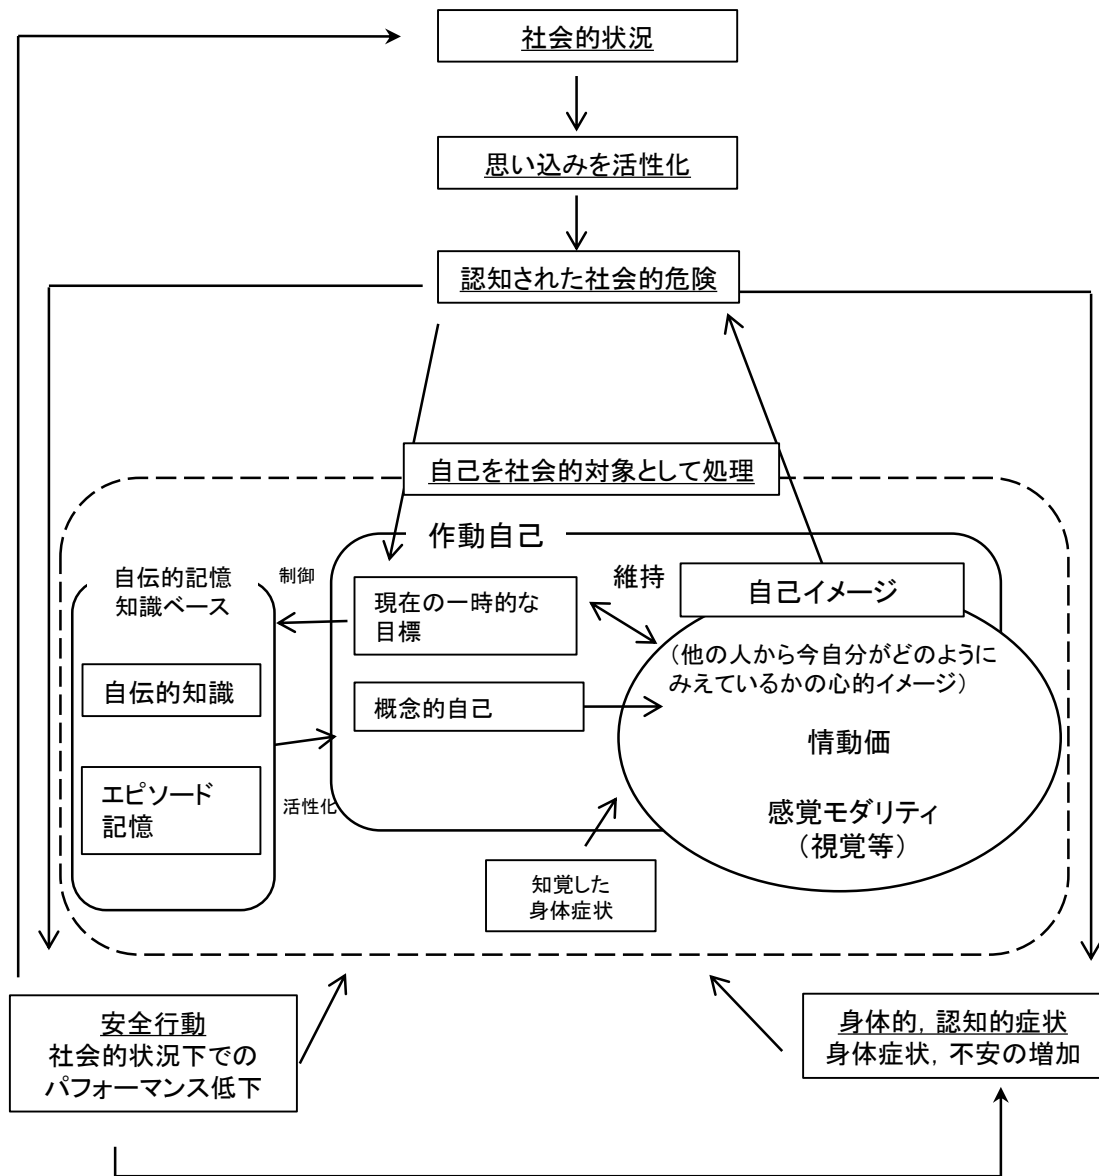 社会的状況
思い込みを活性化
認知された社会的危険
自己を社会的対象として処理
作動自己
自伝的記憶
知識ベース
制御
現在の一時的な
目標
維持
自己イメージ
（他の人から今自分がどのように
みえているかの心的イメージ）
自伝的知識
概念的自己
情動価
エピソード
記憶
活性化
感覚モダリティ
（視覚等）
知覚した
身体症状
安全行動
社会的状況下での
パフォーマンス低下
身体的，認知的症状
身体症状，不安の増加